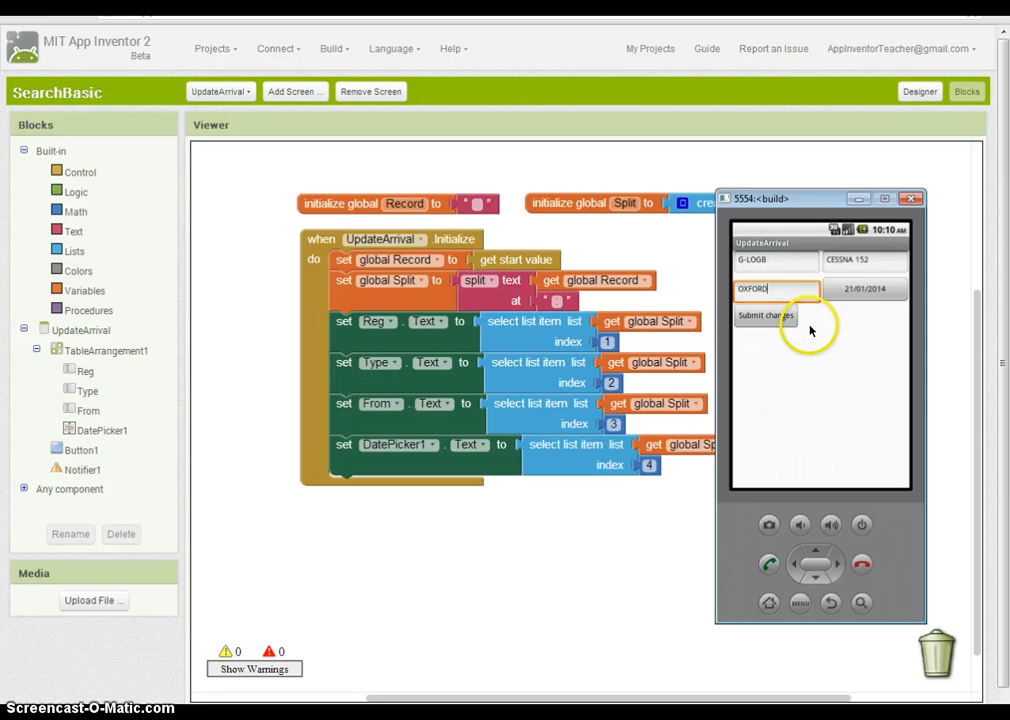 MIT App Inventor 2
Beta
Projects
Connect
Build
Language
Help
My Projects
Guide
Report an Issue
AppInventorTeacher@gmail.com
SearchBasic
UpdateArrival
Add Screen ...
Remove Screen
Designer
Blocks
Blocks
Viewer
Built-in
Control
Logic
Math
Text
Lists
Colors
Variables
Procedures
UpdateArrival
TableArrangement1
Reg
Type
From
DatePicker1
Button1
Notifier1
Any component
Rename
Delete
Media
Upload File ...
initialize global Record to " "
initialize global Split to cre
when UpdateArrival .Initialize
do set global Record to get start value
set global Split to split text get global Record
at " "
set Reg . Text to select list item list get global Split
index 1
set Type . Text to select list item list get global Split
index 2
set From . Text to select list item list get global Split
index 3
set DatePicker1 . Text to select list item list get global Sp
index 4
0 0
Show Warnings
5554:<build>
10:10 AM
UpdateArrival
G-LOGB
CESSNA 152
OXFORD
21/01/2014
Submit changes
MENU
Screencast-O-Matic.com